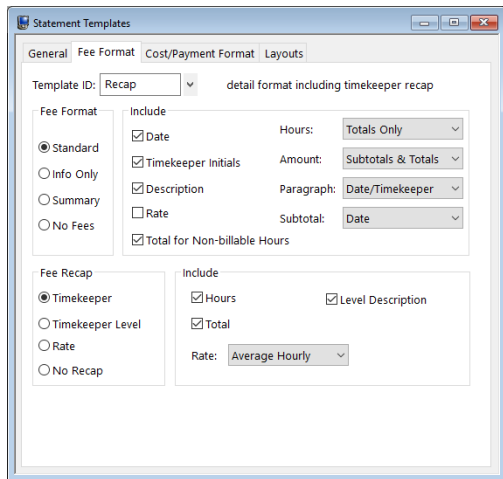 Statement Templates
General Fee Format Cost/Payment Format Layouts
Template ID: Recap detail format including timekeeper recap
Fee Format
Standard
Info Only
Summary
No Fees
Include
Date
Timekeeper Initials
Description
Rate
Total for Non-billable Hours
Hours: Totals Only
Amount: Subtotals & Totals
Paragraph: Date/Timekeeper
Subtotal: Date
Fee Recap
Timekeeper
Timekeeper Level
Rate
No Recap
Include
Hours Level Description
Total
Rate: Average Hourly